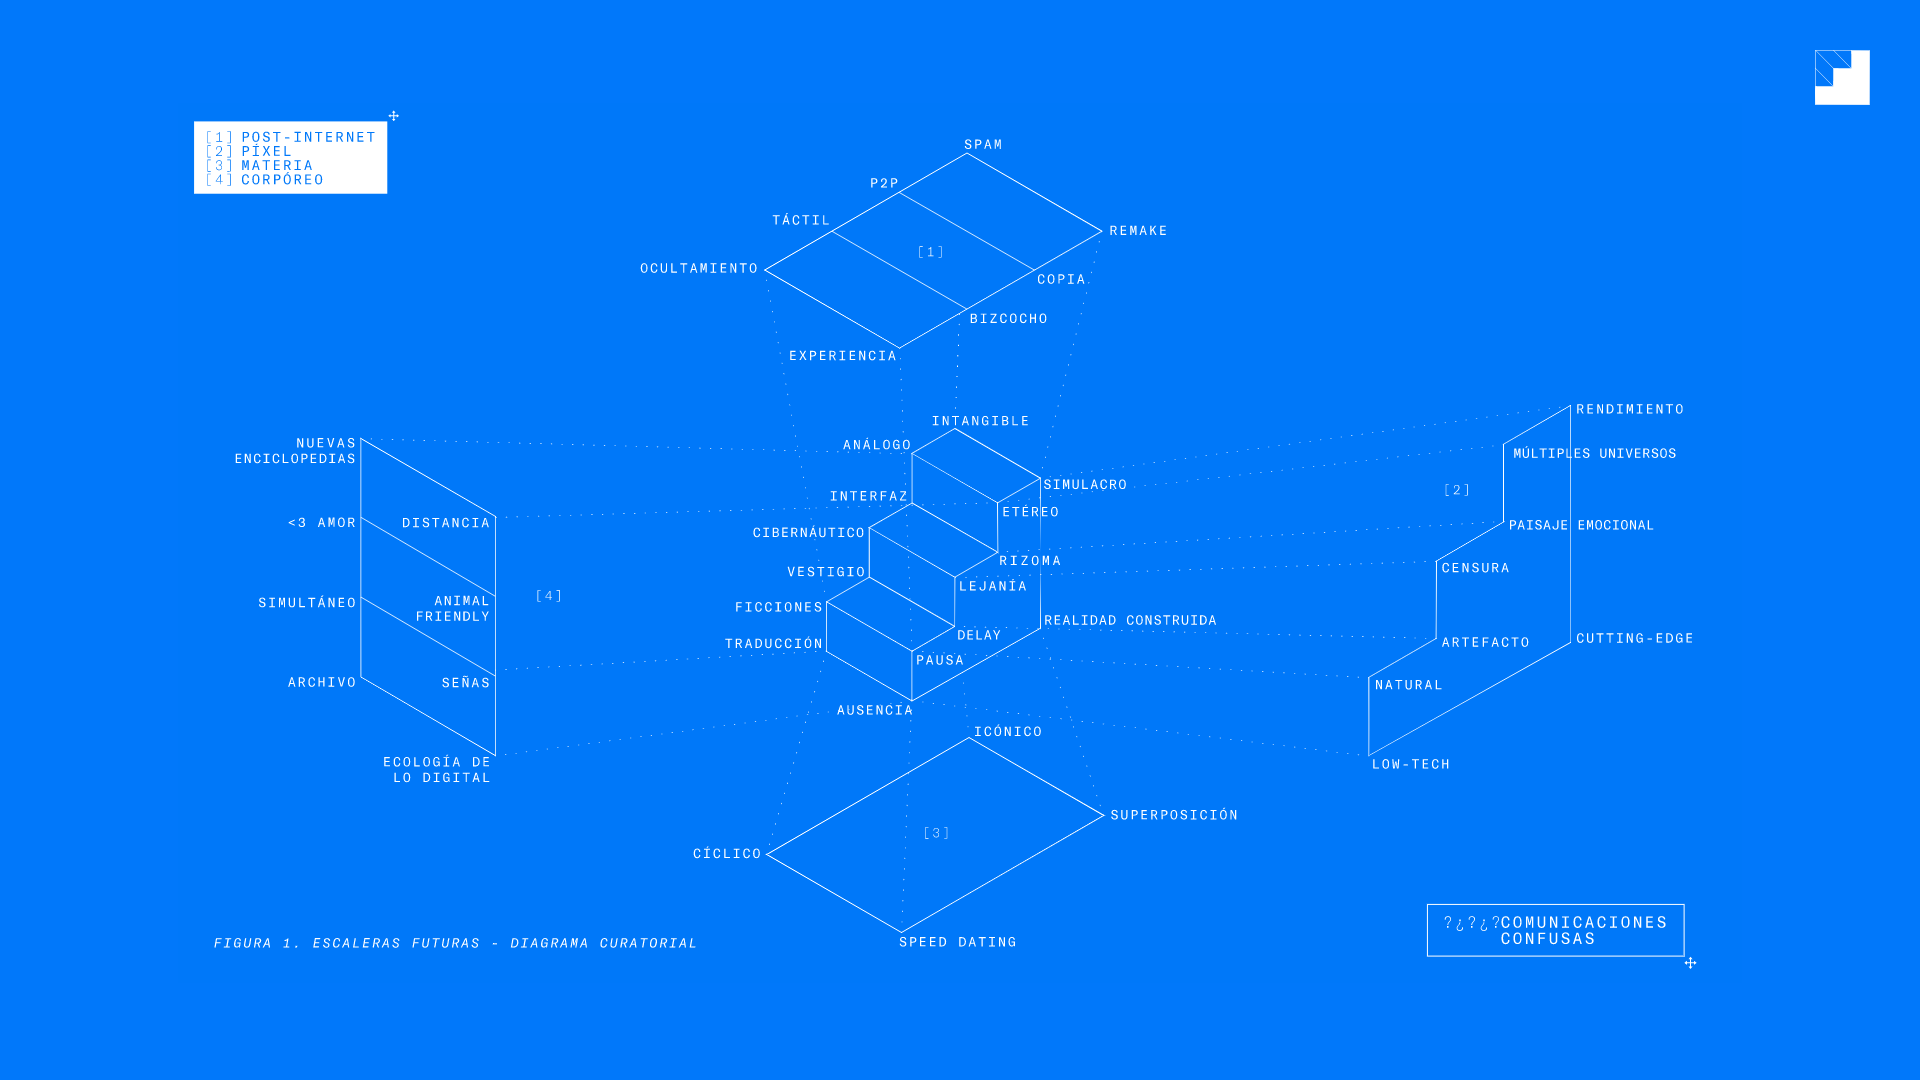 [1] POST-INTERNET
[2] PÍXEL
[3] MATERIA
[4] CORPÓREO
SPAM
P2P
TÁCTIL
REMAKE
[1]
OCULTAMIENTO
COPIA
BIZCOCHO
EXPERIENCIA
NUEVAS
ENCICLOPEDIAS
<3 AMOR
DISTANCIA
SIMULTÁNEO
ANIMAL
FRIENDLY
[4]
ARCHIVO
SEÑAS
ECOLOGÍA DE
LO DIGITAL
INTANGIBLE
ANÁLOGO
SIMULACRO
INTERFAZ
ETÉREO
CIBERNÁUTICO
RIZOMA
VESTIGIO
LEJANÍA
FICCIONES
REALIDAD CONSTRUIDA
TRADUCCIÓN
DELAY
PAUSA
AUSENCIA
RENDIMIENTO
MÚLTIPLES UNIVERSOS
[2]
PAISAJE EMOCIONAL
CENSURA
ARTEFACTO
CUTTING-EDGE
NATURAL
LOW-TECH
ICÓNICO
SUPERPOSICIÓN
[3]
CÍCLICO
SPEED DATING
FIGURA 1. ESCALERAS FUTURAS - DIAGRAMA CURATORIAL
?¿?¿?COMUNICACIONES
CONFUSAS